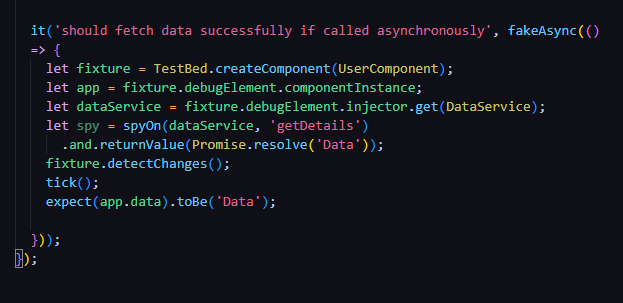 it('should fetch data successfully if called asynchronously', fakeAsync(()
=> {
let fixture = TestBed.createComponent(UserComponent);
let app = fixture.debugElement.componentInstance;
let dataService = fixture.debugElement.injector.get(DataService);
let spy = spyOn(dataService, 'getDetails')
.and.returnValue(Promise.resolve('Data'));
fixture.detectChanges();
tick();
expect(app.data).toBe('Data');
}));
});